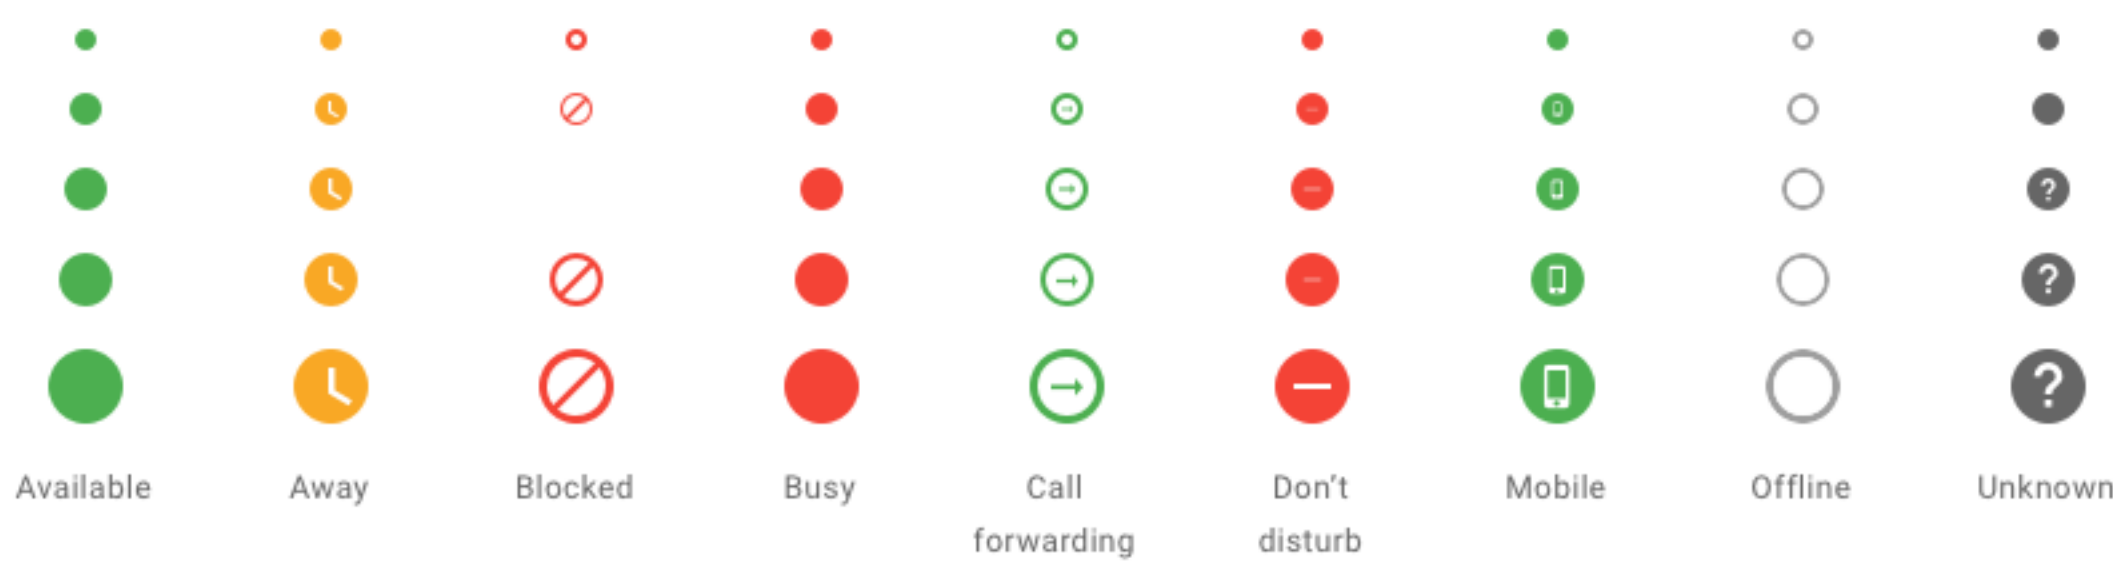 Available
Away
Blocked
Busy
Call
forwarding
Don't
disturb
Mobile
Offline
Unknown